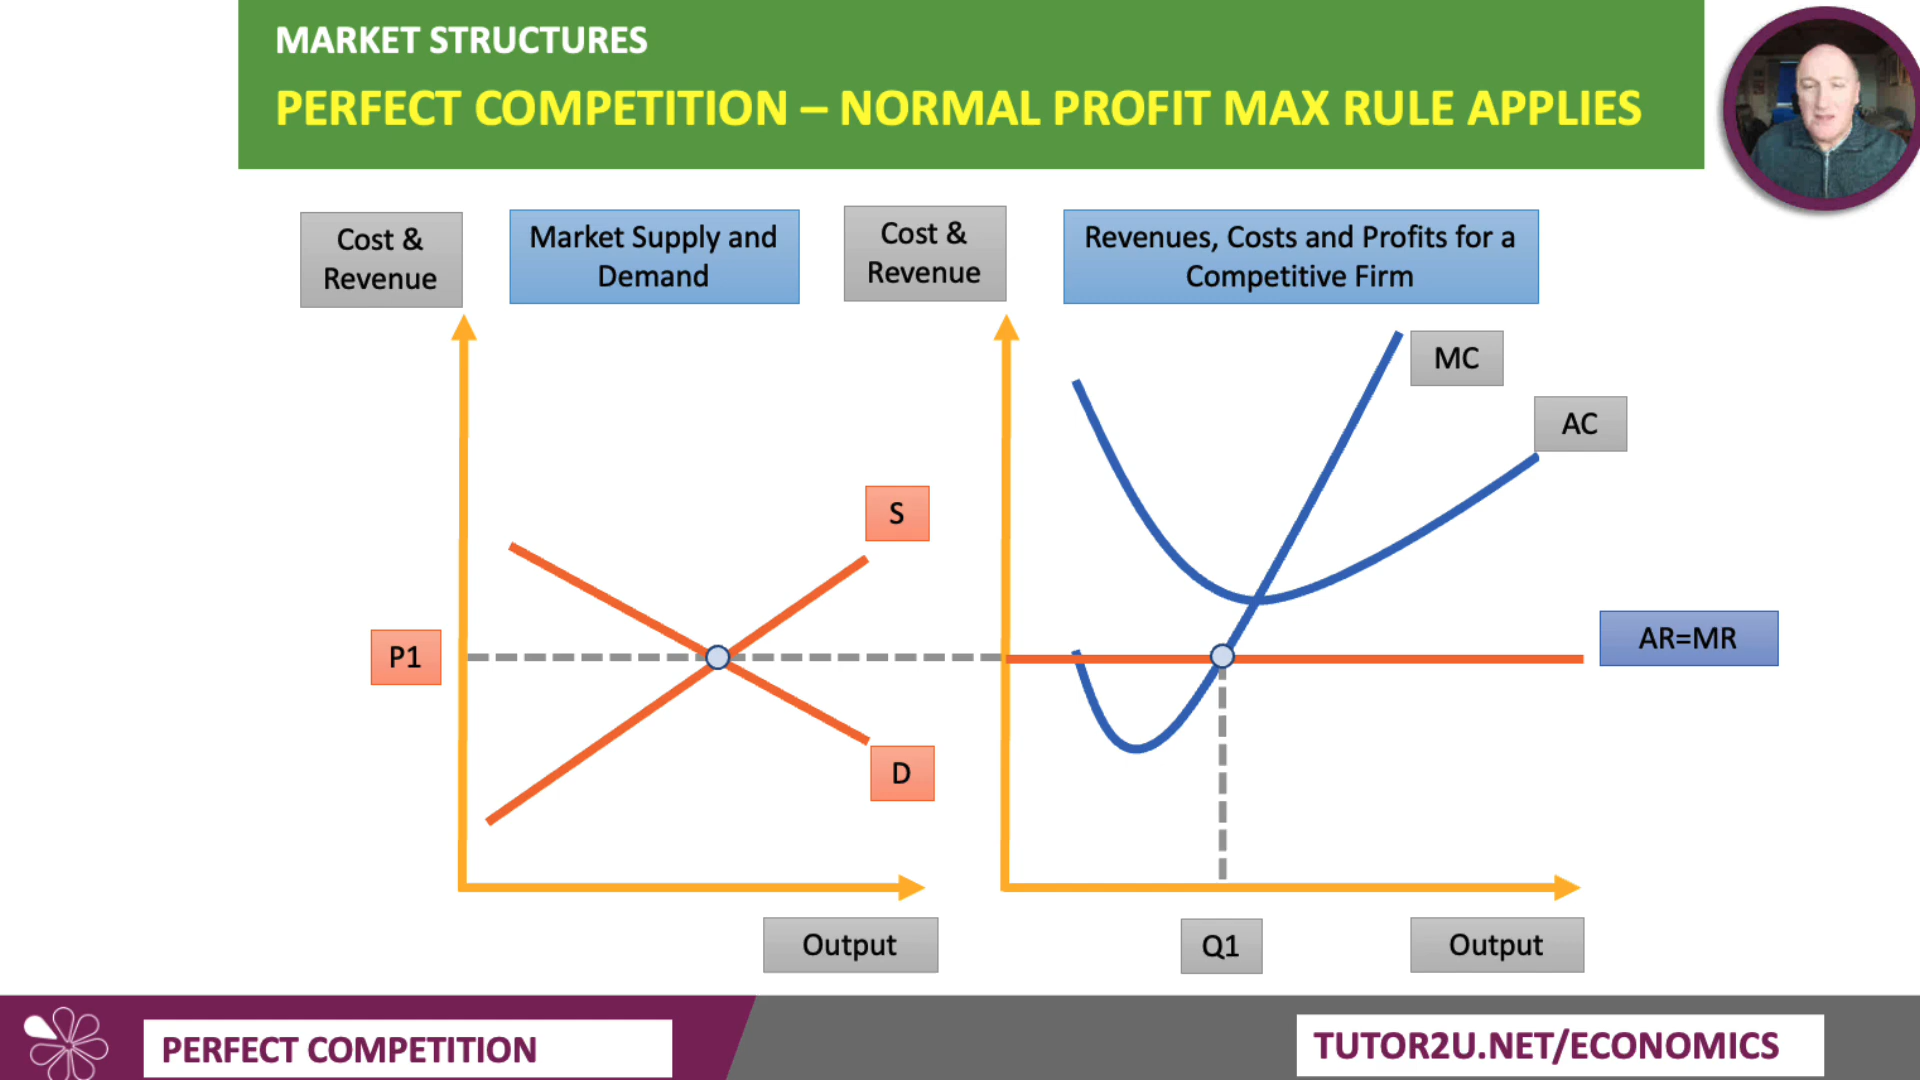 MARKET STRUCTURES
PERFECT COMPETITION – NORMAL PROFIT MAX RULE APPLIES
Cost &
Revenue
Market Supply and
Demand
Cost &
Revenue
Revenues, Costs and Profits for a
Competitive Firm
MC
AC
S
AR=MR
P1
D
Output
Q1
Output
PERFECT COMPETITION
TUTOR2U.NET/ECONOMICS